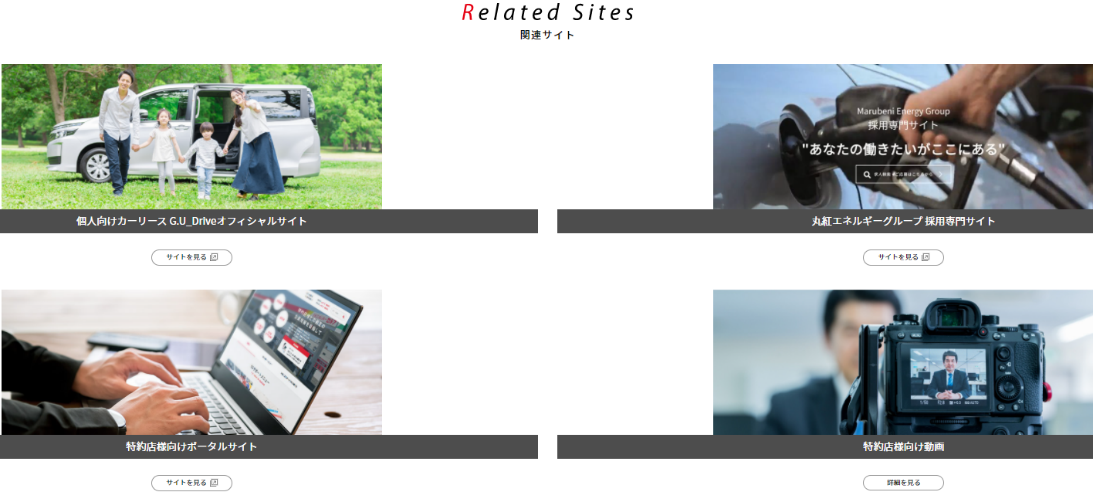 Related Sites
関連サイト
Marubeni Energy Group
採用専門サイト
"あなたの働きたいがここにある"
個人向けカーリース G.U_Driveオフィシャルサイト
丸紅エネルギーグループ 採用専門サイト
サイトを見る
サイトを見る
特約店様向けポータルサイト
特約店様向け動画
サイトを見る
詳細を見る